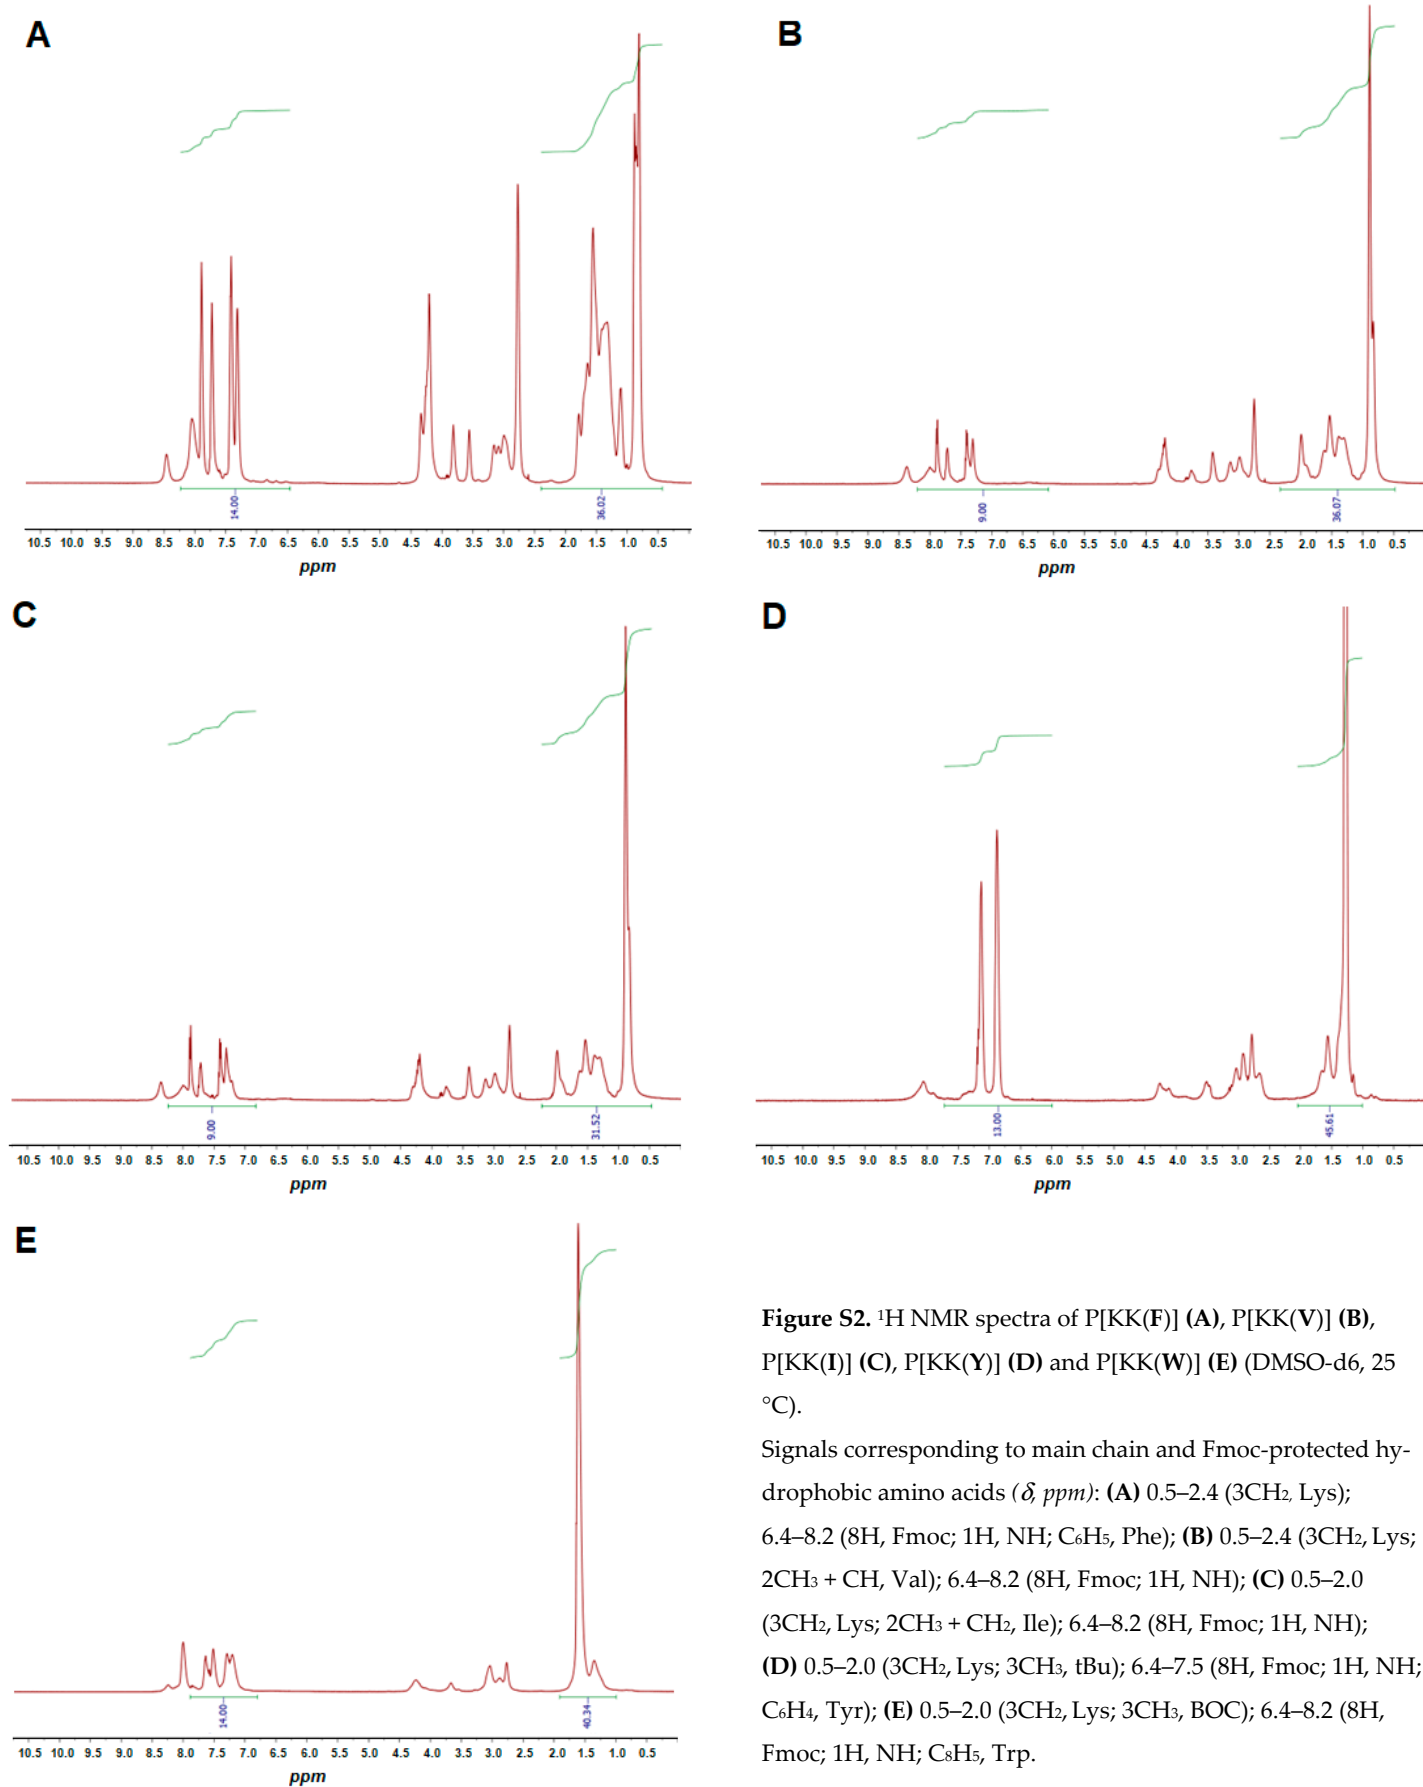 A
14.00
36.02
10.5 10.0 9.5 9.0 8.5 8.0 7.5 7.0 6.5 6.0 5.5 5.0 4.5 4.0 3.5 3.0 2.5 2.0 1.5 1.0 0.5
ppm
B
9.00
36.07
10.5 10.0 9.5 9.0 8.5 8.0 7.5 7.0 6.5 6.0 5.5 5.0 4.5 4.0 3.5 3.0 2.5 2.0 1.5 1.0 0.5
ppm
C
9.00
31.52
10.5 10.0 9.5 9.0 8.5 8.0 7.5 7.0 6.5 6.0 5.5 5.0 4.5 4.0 3.5 3.0 2.5 2.0 1.5 1.0 0.5
ppm
D
13.00
45.61
10.5 10.0 9.5 9.0 8.5 8.0 7.5 7.0 6.5 6.0 5.5 5.0 4.5 4.0 3.5 3.0 2.5 2.0 1.5 1.0 0.5
ppm
E
14.00
40.34
10.5 10.0 9.5 9.0 8.5 8.0 7.5 7.0 6.5 6.0 5.5 5.0 4.5 4.0 3.5 3.0 2.5 2.0 1.5 1.0 0.5
ppm
Figure S2. ¹H NMR spectra of P[KK(F)] (A), P[KK(V)] (B),
P[KK(I)] (C), P[KK(Y)] (D) and P[KK(W)] (E) (DMSO-d6, 25
°C).
Signals corresponding to main chain and Fmoc-protected hy-
drophobic amino acids (δ, ppm): (A) 0.5–2.4 (3CH₂, Lys);
6.4–8.2 (8H, Fmoc; 1H, NH; C₆H₅, Phe); (B) 0.5–2.4 (3CH₂, Lys;
2CH₃ + CH, Val); 6.4–8.2 (8H, Fmoc; 1H, NH); (C) 0.5–2.0
(3CH₂, Lys; 2CH₃ + CH₂, Ile); 6.4–8.2 (8H, Fmoc; 1H, NH);
(D) 0.5–2.0 (3CH₂, Lys; 3CH₃, tBu); 6.4–7.5 (8H, Fmoc; 1H, NH;
C₆H₄, Tyr); (E) 0.5–2.0 (3CH₂, Lys; 3CH₃, BOC); 6.4–8.2 (8H,
Fmoc; 1H, NH; C₈H₅, Trp.